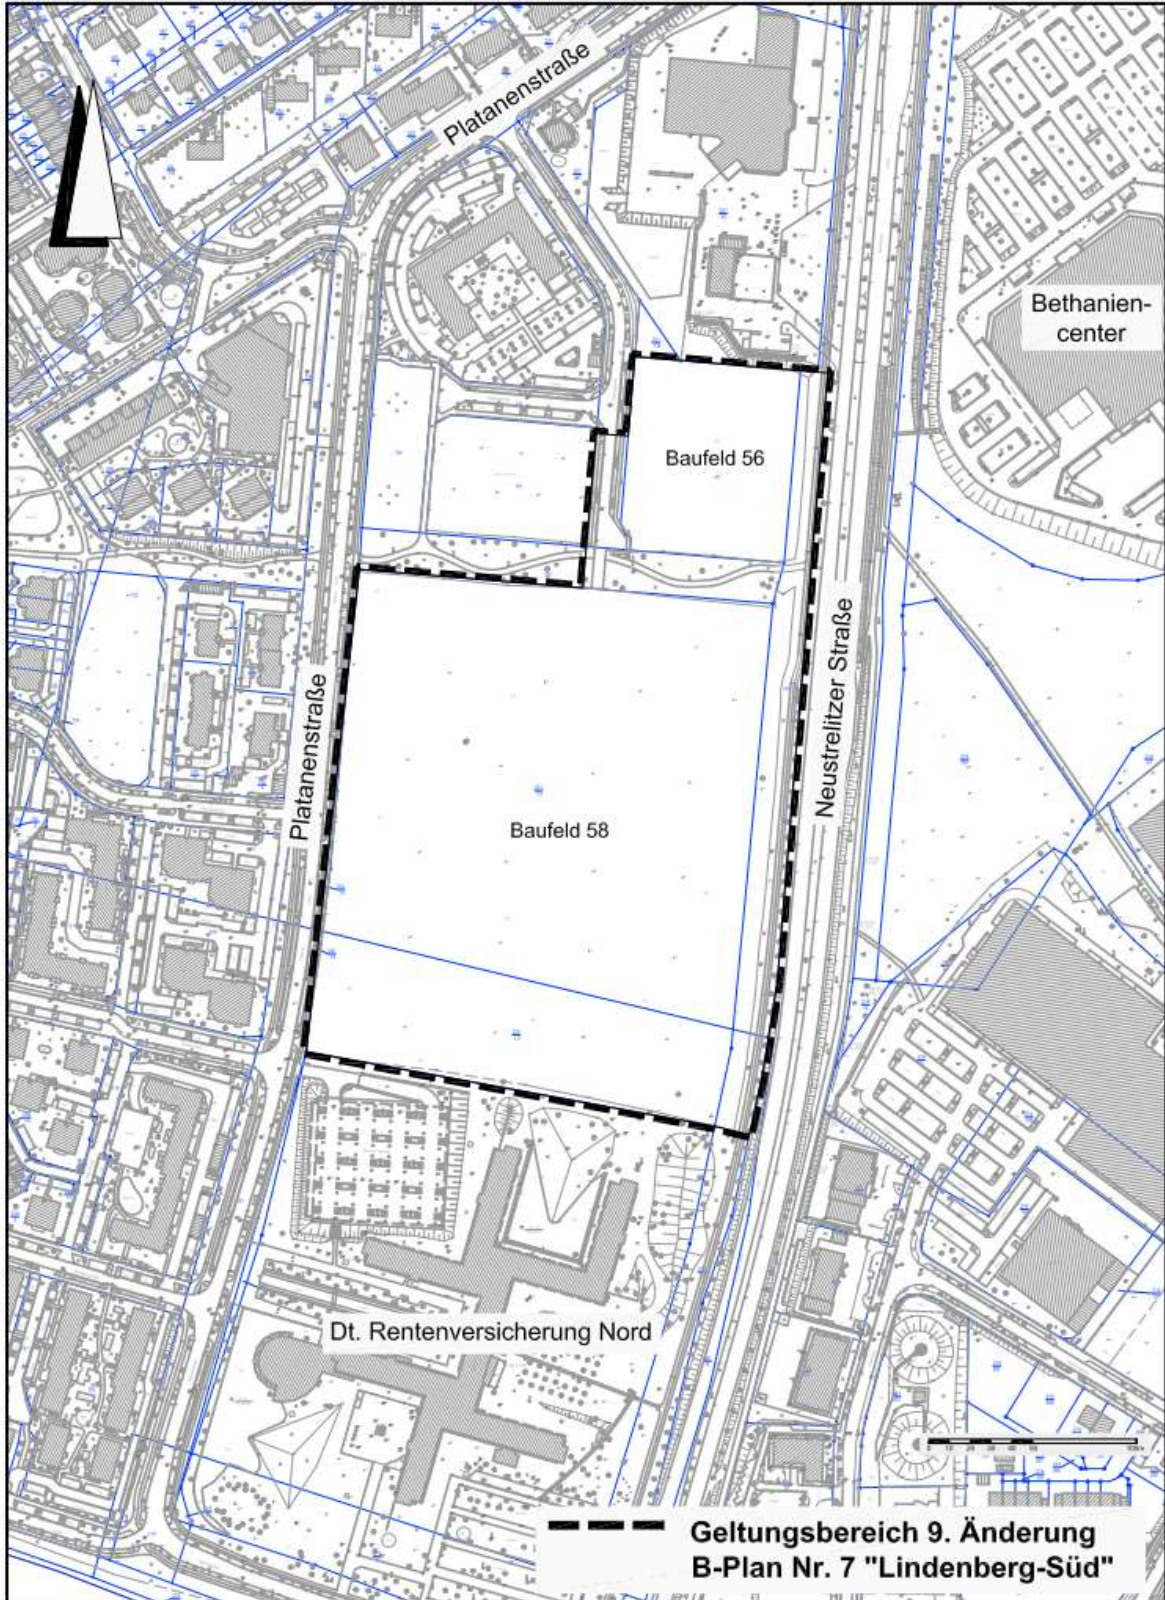 Platanenstraße
Bethanien-
center
Baufeld 56
Platanenstraße
Neustrelitzer Straße
Baufeld 58
Dt. Rentenversicherung Nord
Geltungsbereich 9. Änderung
B-Plan Nr. 7 "Lindenberg-Süd"